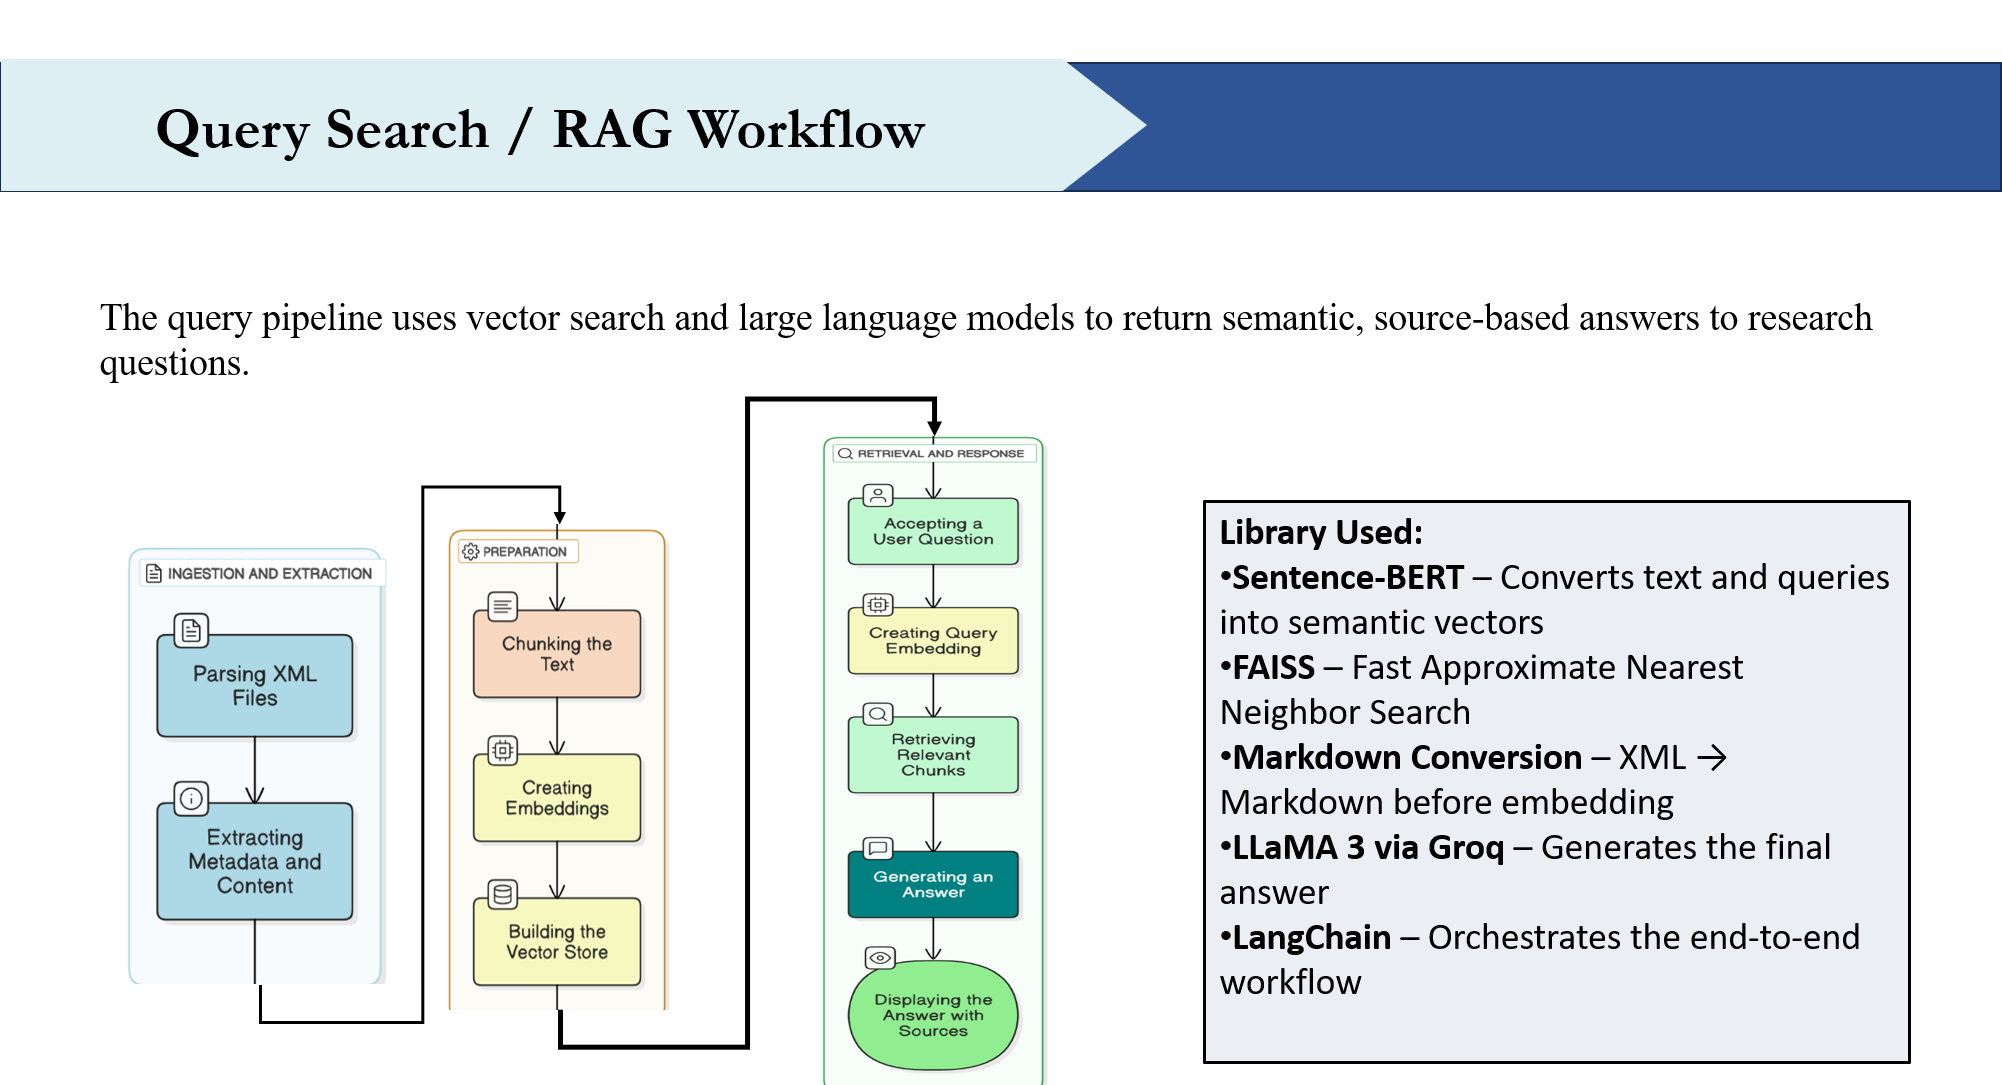 Query Search / RAG Workflow
The query pipeline uses vector search and large language models to return semantic, source-based answers to research
questions.
INGESTION AND EXTRACTION
Parsing XML
Files
Extracting
Metadata and
Content
PREPARATION
Chunking the
Text
Creating
Embeddings
Building the
Vector Store
RETRIEVAL AND RESPONSE
Accepting a
User Question
Creating Query
Embedding
Retrieving
Relevant
Chunks
Generating an
Answer
Displaying the
Answer with
Sources
Library Used:
•Sentence-BERT – Converts text and queries
into semantic vectors
•FAISS – Fast Approximate Nearest
Neighbor Search
•Markdown Conversion – XML →
Markdown before embedding
•LLaMA 3 via Groq – Generates the final
answer
•LangChain – Orchestrates the end-to-end
workflow